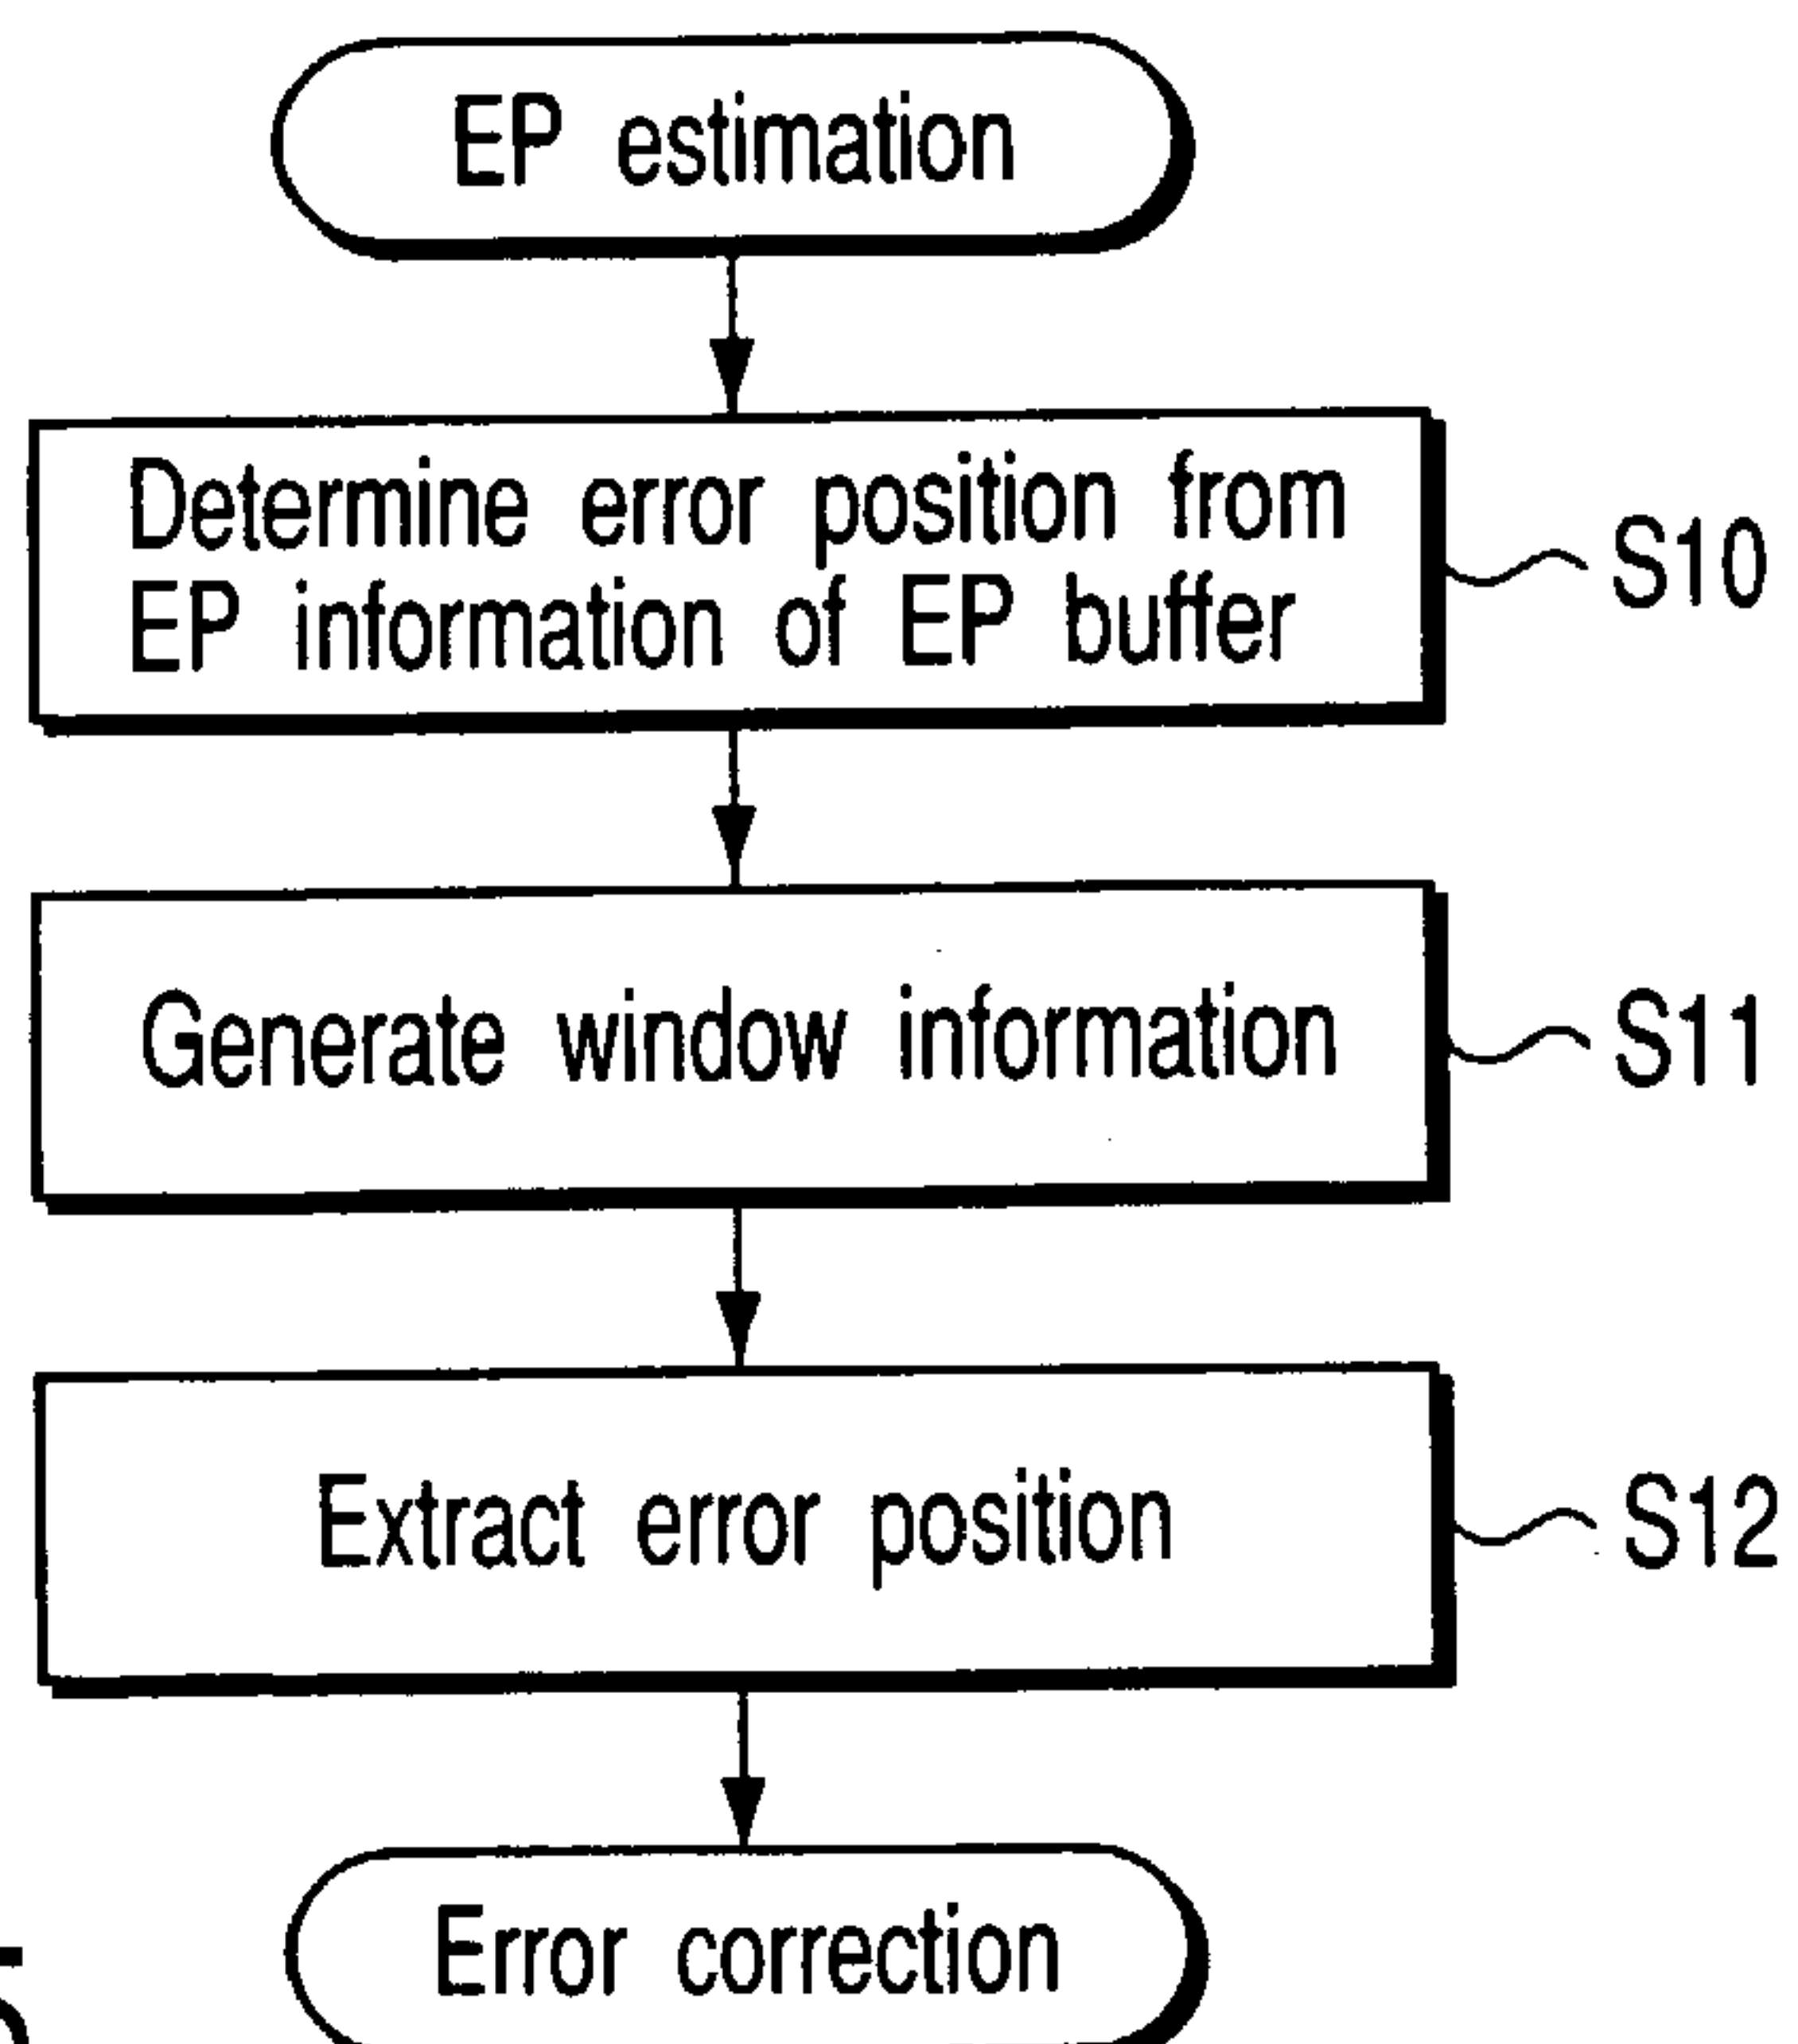 EP estimation
Determine error position from
EP information of EP buffer
S10
Generate window information
S11
Extract error position
S12
Error correction